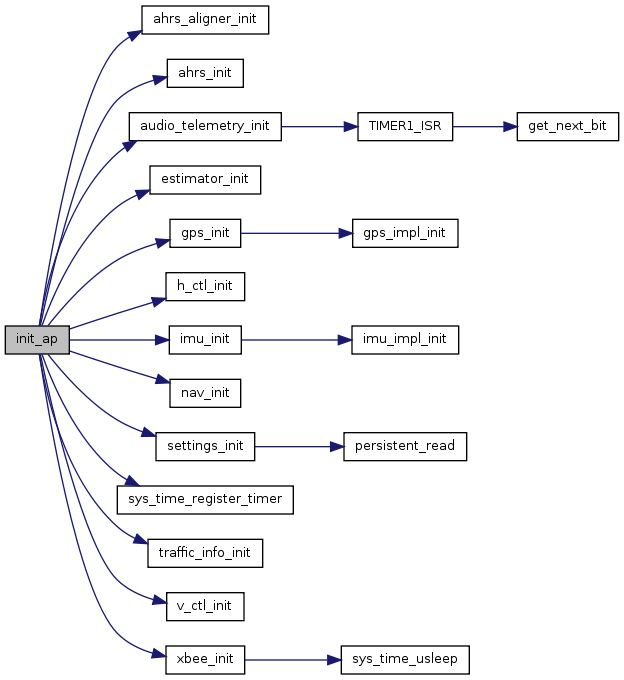 ahrs_aligner_init
ahrs_init
audio_telemetry_init
TIMER1_ISR
get_next_bit
estimator_init
gps_init
gps_impl_init
h_ctl_init
init_ap
imu_init
imu_impl_init
nav_init
settings_init
persistent_read
sys_time_register_timer
traffic_info_init
v_ctl_init
xbee_init
sys_time_usleep